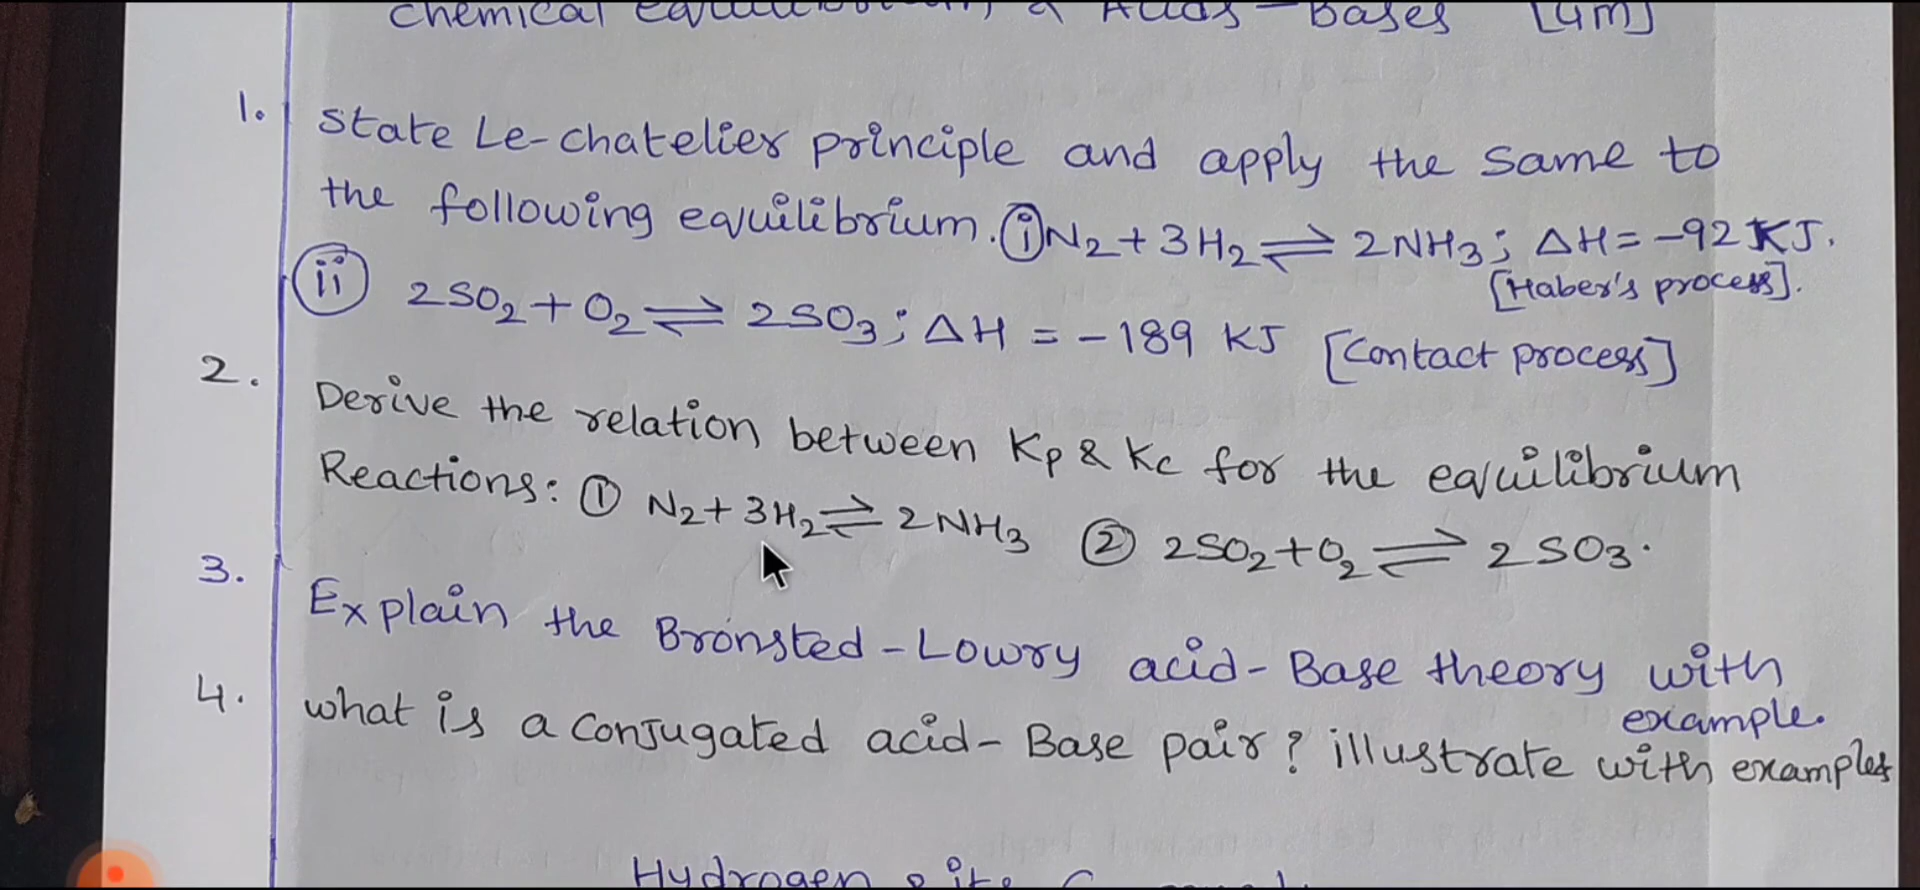 chemical equilibrium & Acids - Bases [4m]
1. State Le-chatelier principle and apply the same to
the following equilibrium. (i) N2 + 3H2 ⇌ 2NH3; ΔH = -92 KJ.
[Haber's process].
(ii) 2SO2 + O2 ⇌ 2SO3; ΔH = -189 KJ [Contact process]
2. Derive the relation between Kp & Kc for the equilibrium
Reactions: ① N2 + 3H2 ⇌ 2NH3 ② 2SO2 + O2 ⇌ 2SO3.
3. Explain the Bronsted - Lowry acid - Base theory with
example.
4. what is a conjugated acid - Base pair? illustrate with examples
Hydrogen & its